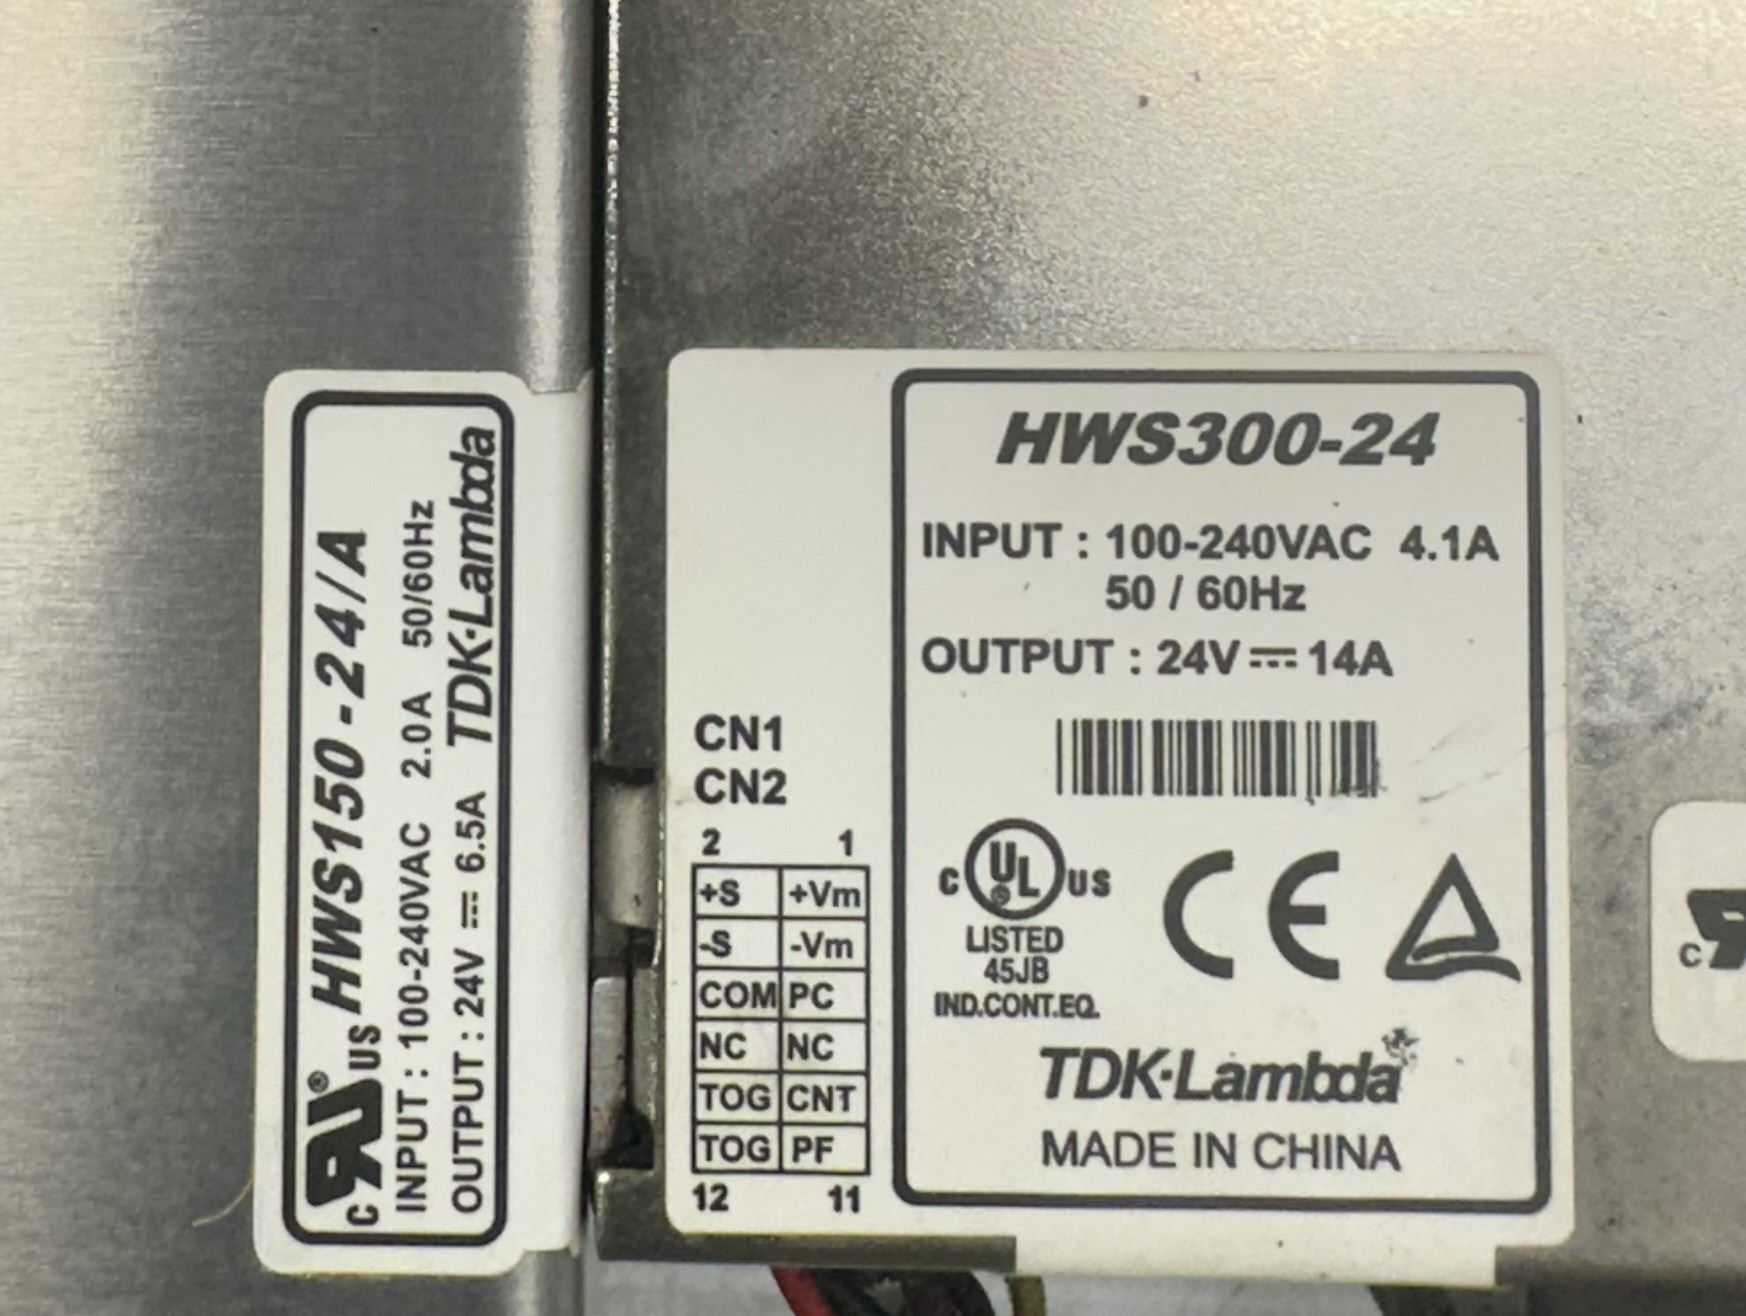 c RU ® US HWS150-24/A
INPUT : 100-240VAC 2.0A 50/60Hz
OUTPUT : 24V 6.5A TDK·Lambda
HWS300-24
INPUT : 100-240VAC 4.1A
50 / 60Hz
OUTPUT : 24V 14A
CN1
CN2
2 1
+S +Vm
-S -Vm
COM PC
NC NC
TOG CNT
TOG PF
12 11
C UL ® US
LISTED
45JB
IND.CONT.EQ.
CE
TDK·Lambda
MADE IN CHINA
c